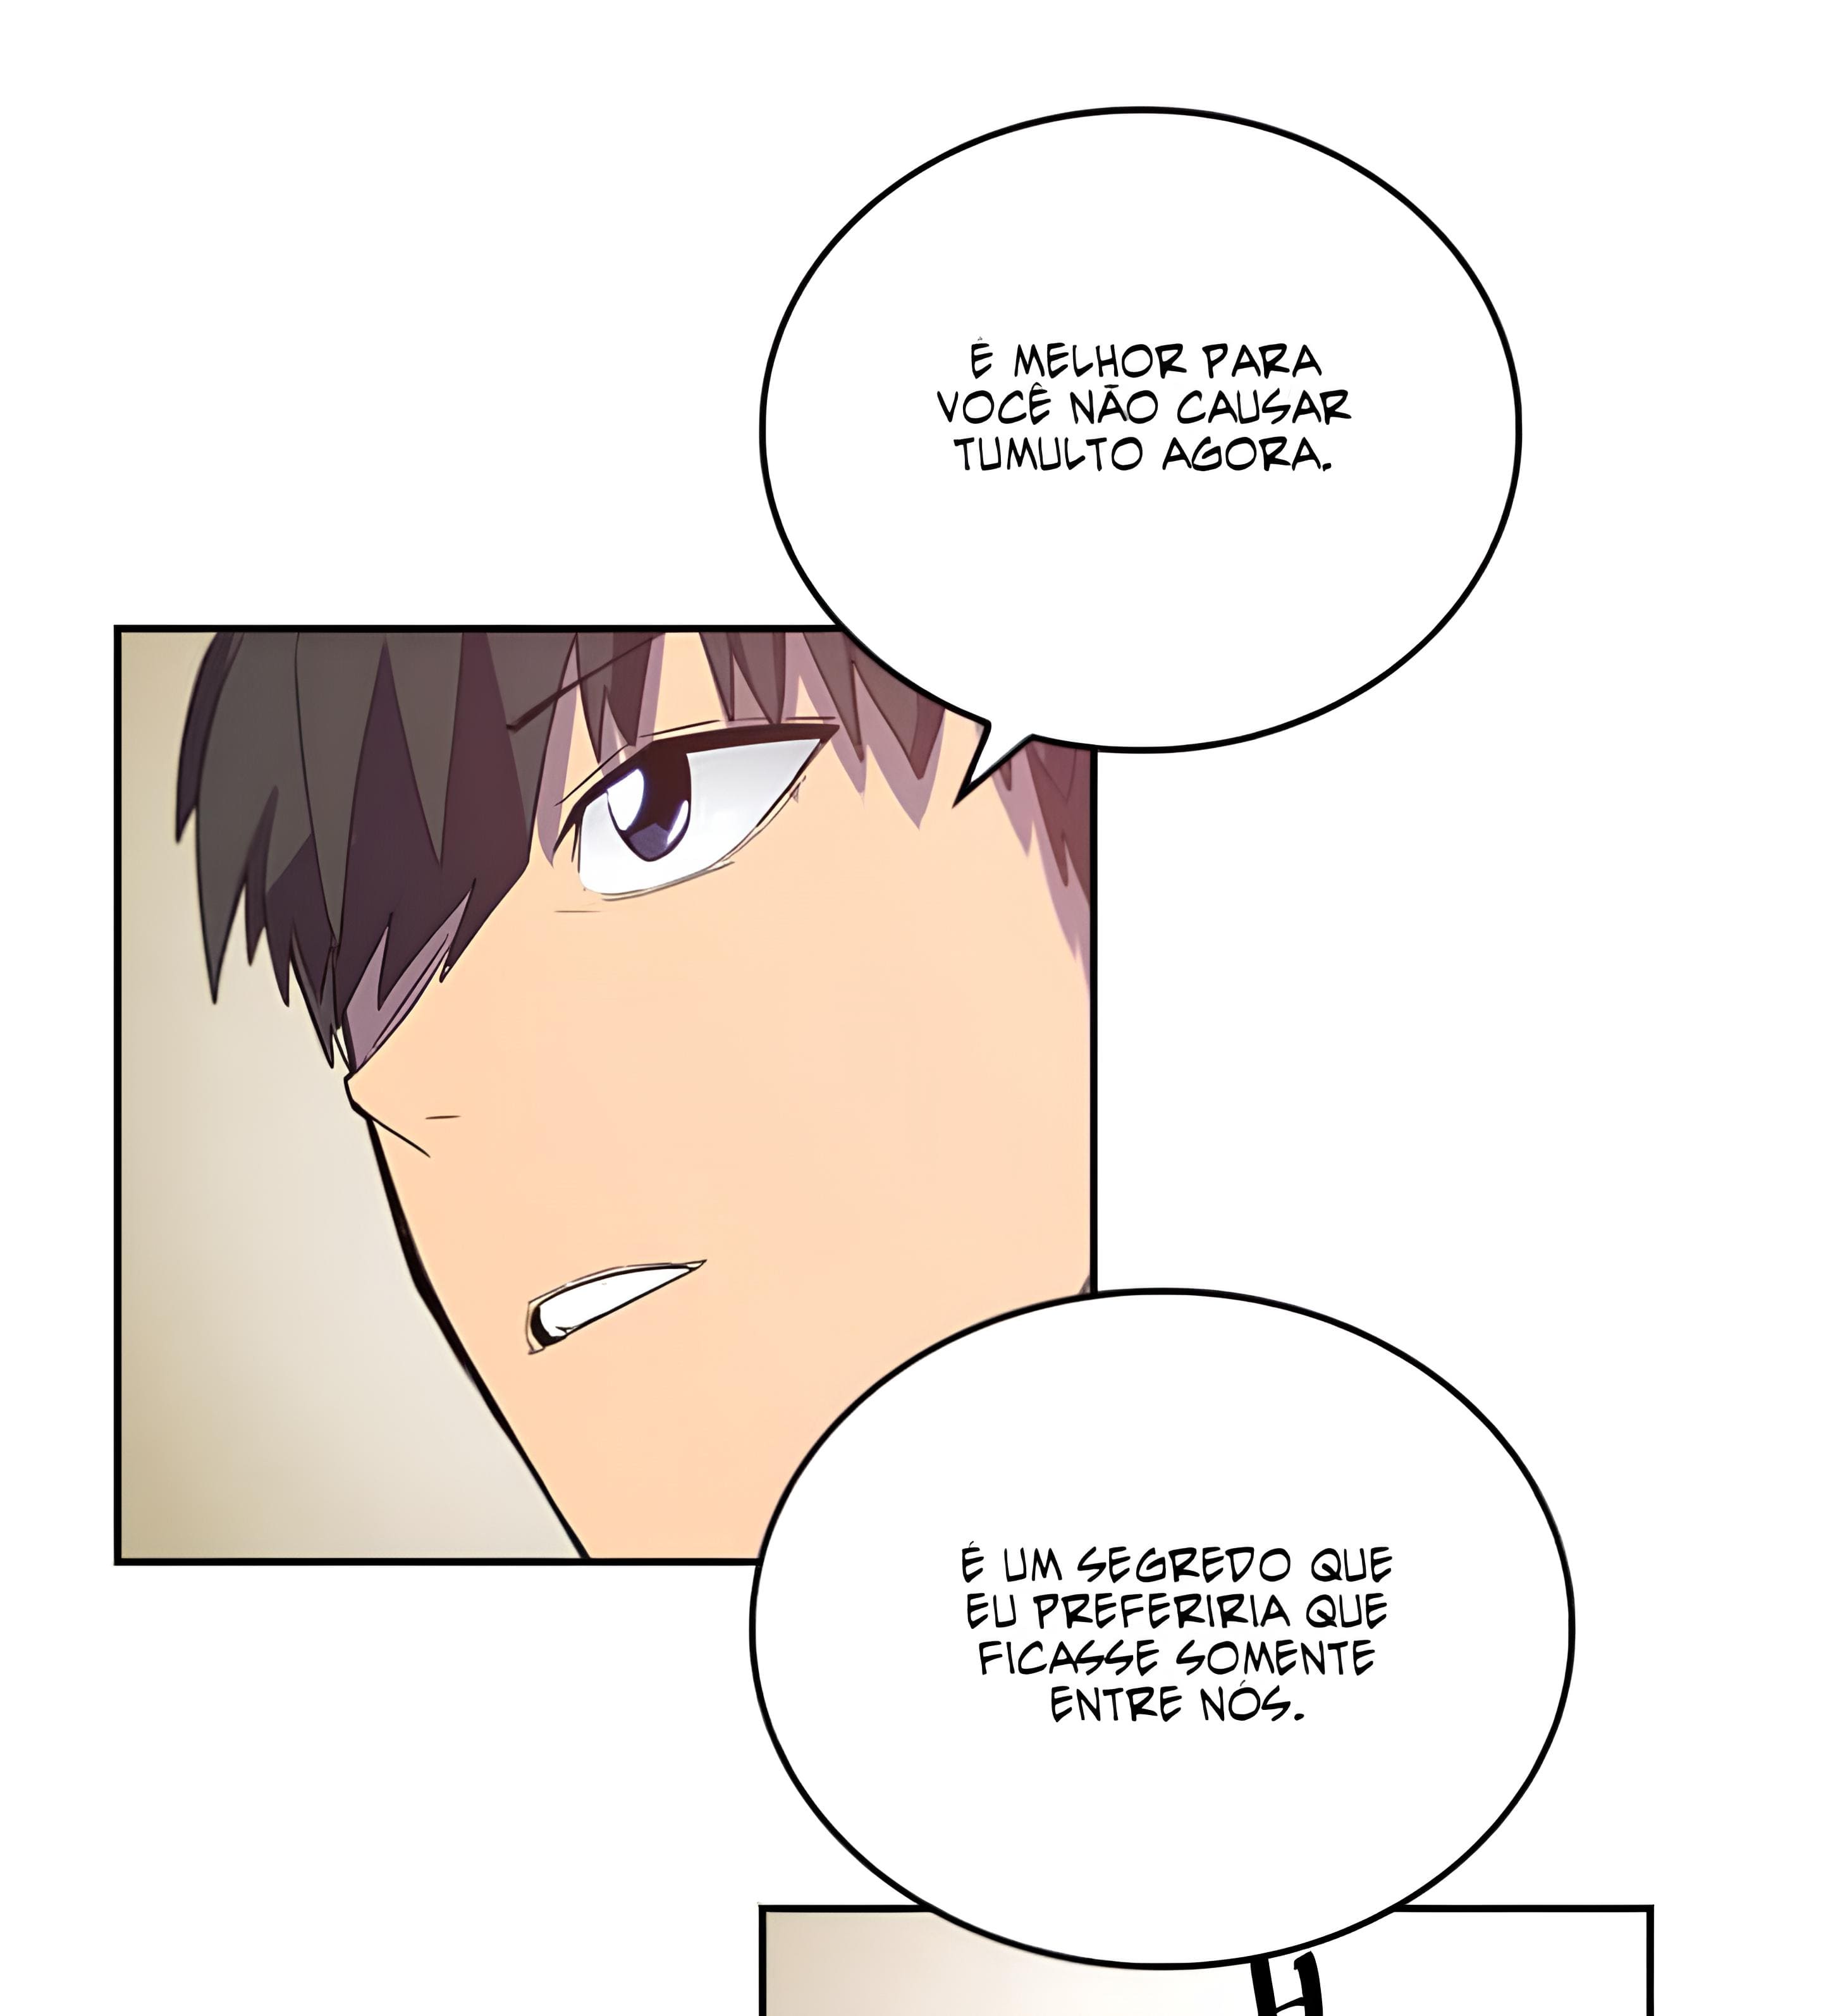 É MELHOR PARA
VOCÊ NÃO CAUSAR
TUMULTO AGORA.
É UM SEGREDO QUE
EU PREFERIRIA QUE
FICASSE SOMENTE
ENTRE NÓS.